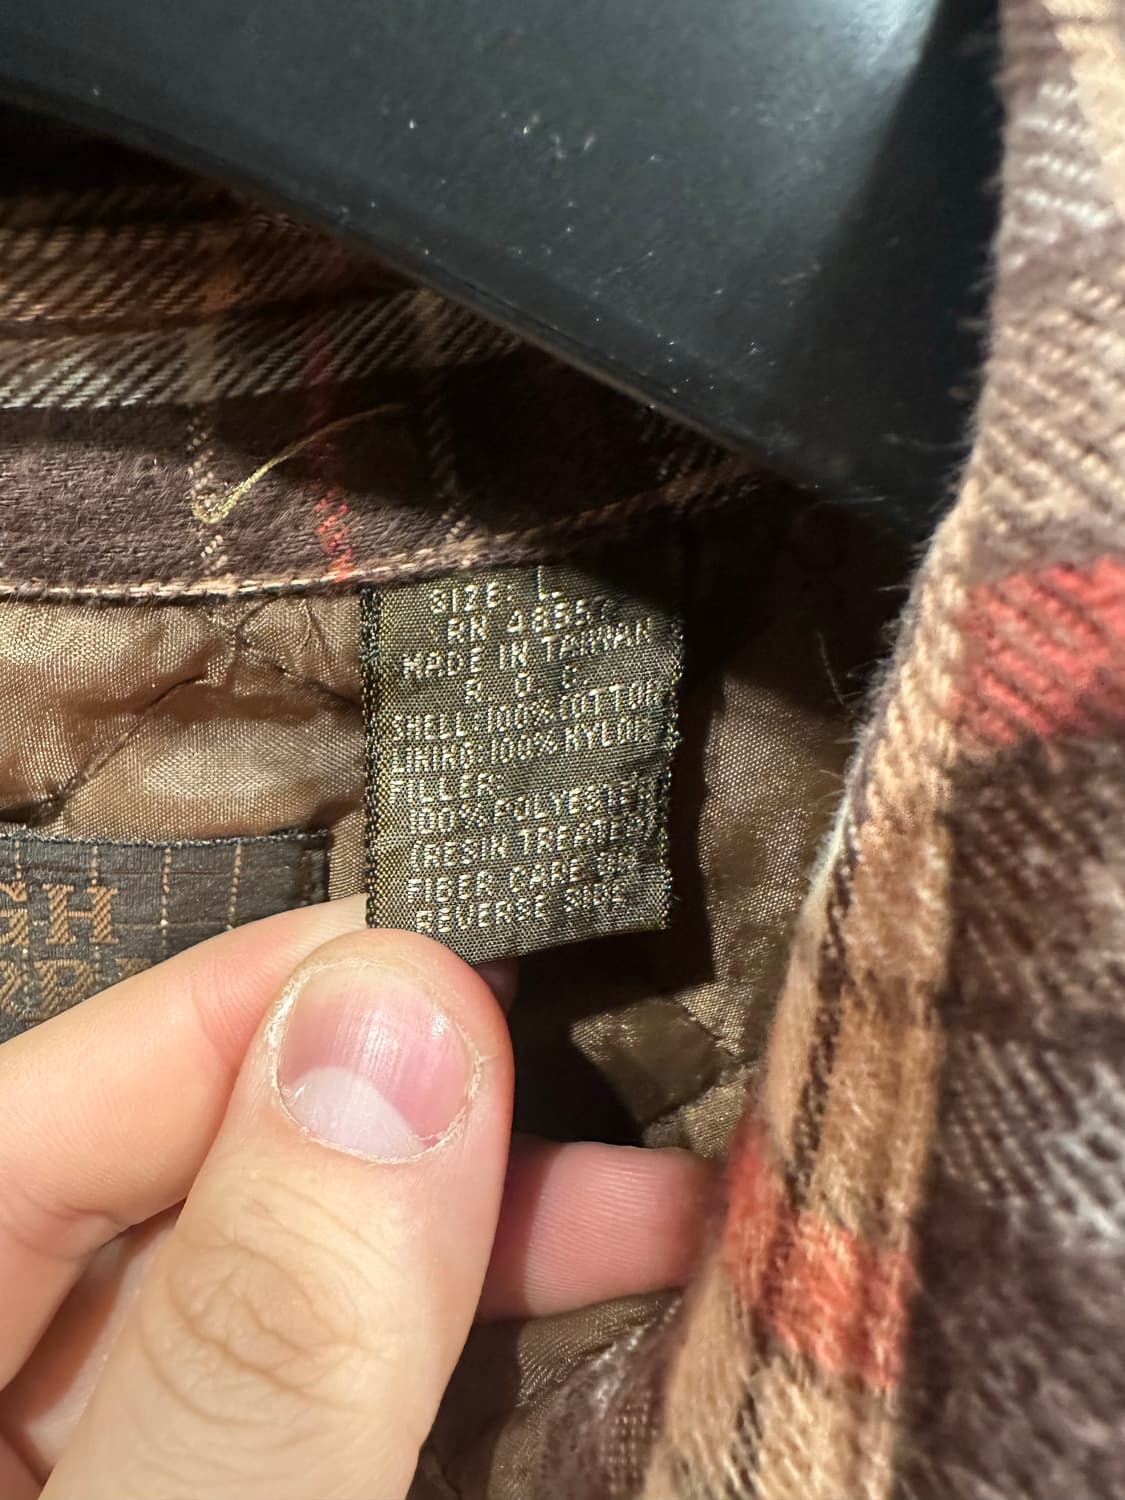 SIZE: L
RN
MADE IN TAIWAN
R. O. C.
SHELL: 100% COTTON
LINING: 100% NYLON
FILLER:
100% POLYESTER
(RESIN TREATED)
FIBER CARE ON
REVERSE SIDE
GH